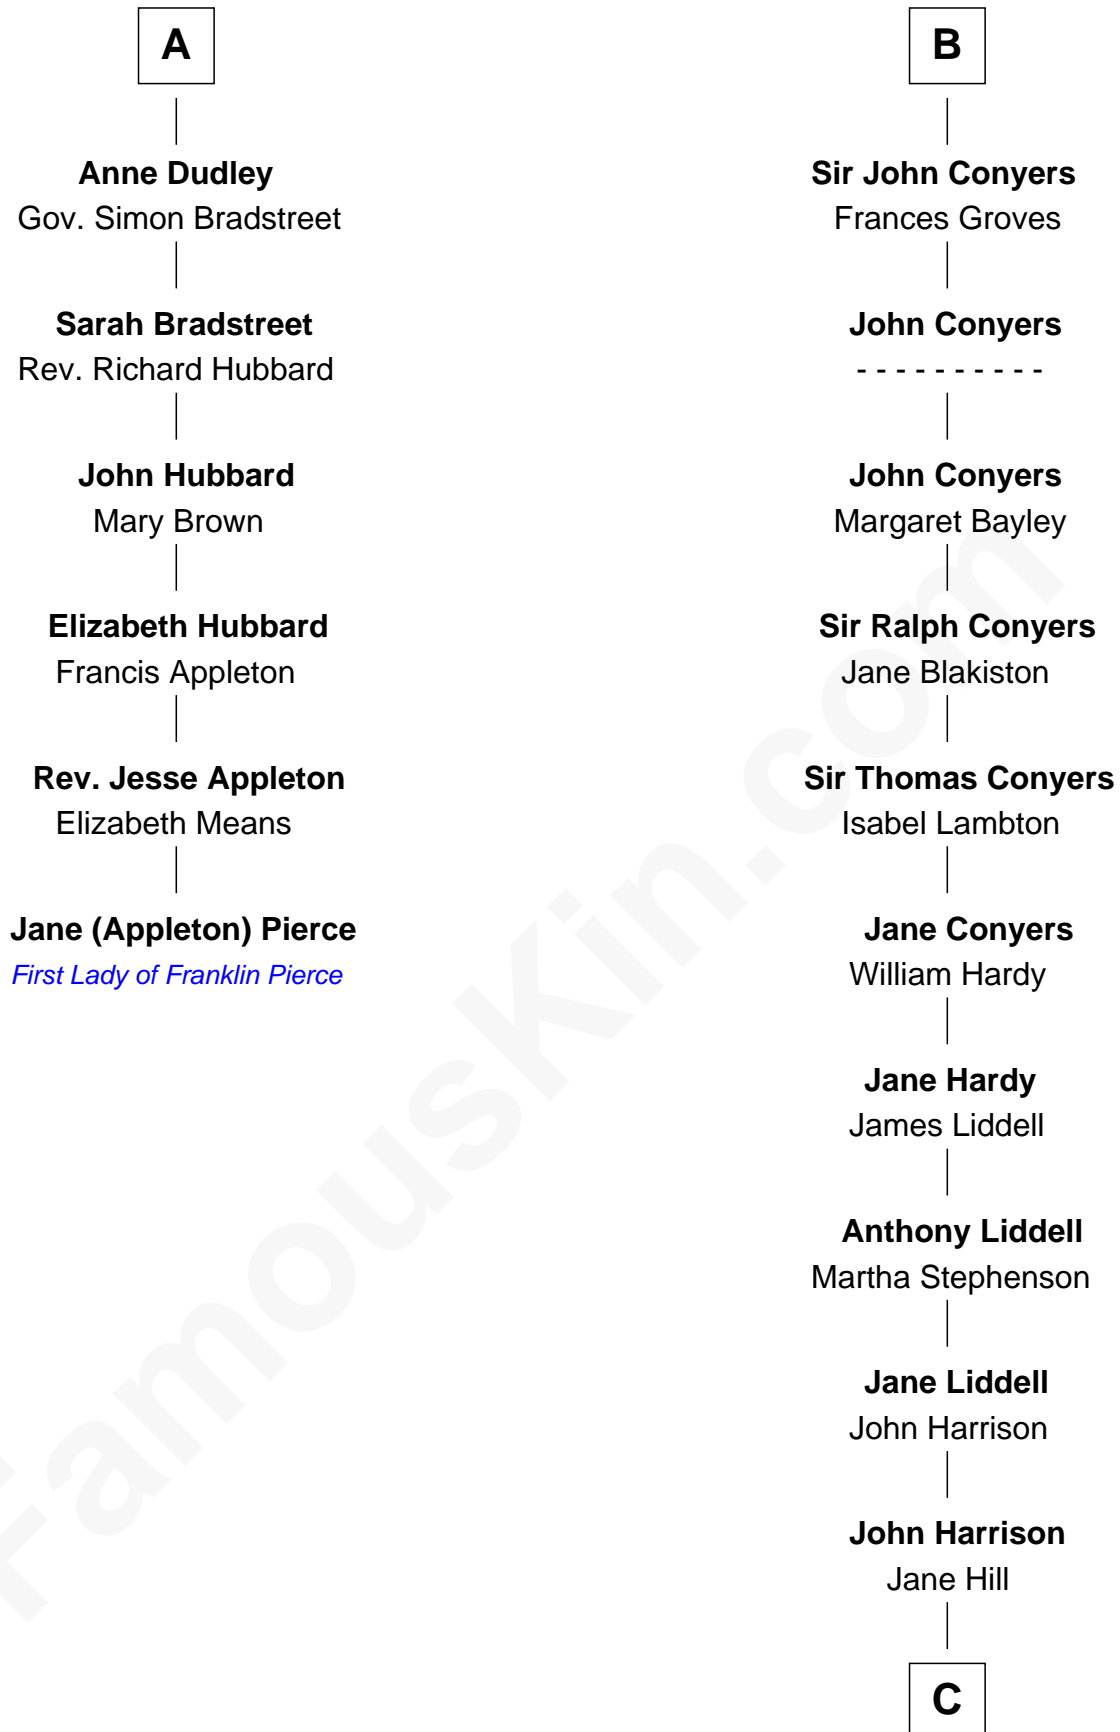 A
Anne Dudley
Gov. Simon Bradstreet
Sarah Bradstreet
Rev. Richard Hubbard
John Hubbard
Mary Brown
Elizabeth Hubbard
Francis Appleton
Rev. Jesse Appleton
Elizabeth Means
Jane (Appleton) Pierce
First Lady of Franklin Pierce
B
Sir John Conyers
Frances Groves
John Conyers
- - - - - - - - - -
John Conyers
Margaret Bayley
Sir Ralph Conyers
Jane Blakiston
Sir Thomas Conyers
Isabel Lambton
Jane Conyers
William Hardy
Jane Hardy
James Liddell
Anthony Liddell
Martha Stephenson
Jane Liddell
John Harrison
John Harrison
Jane Hill
C
FamousKin.com